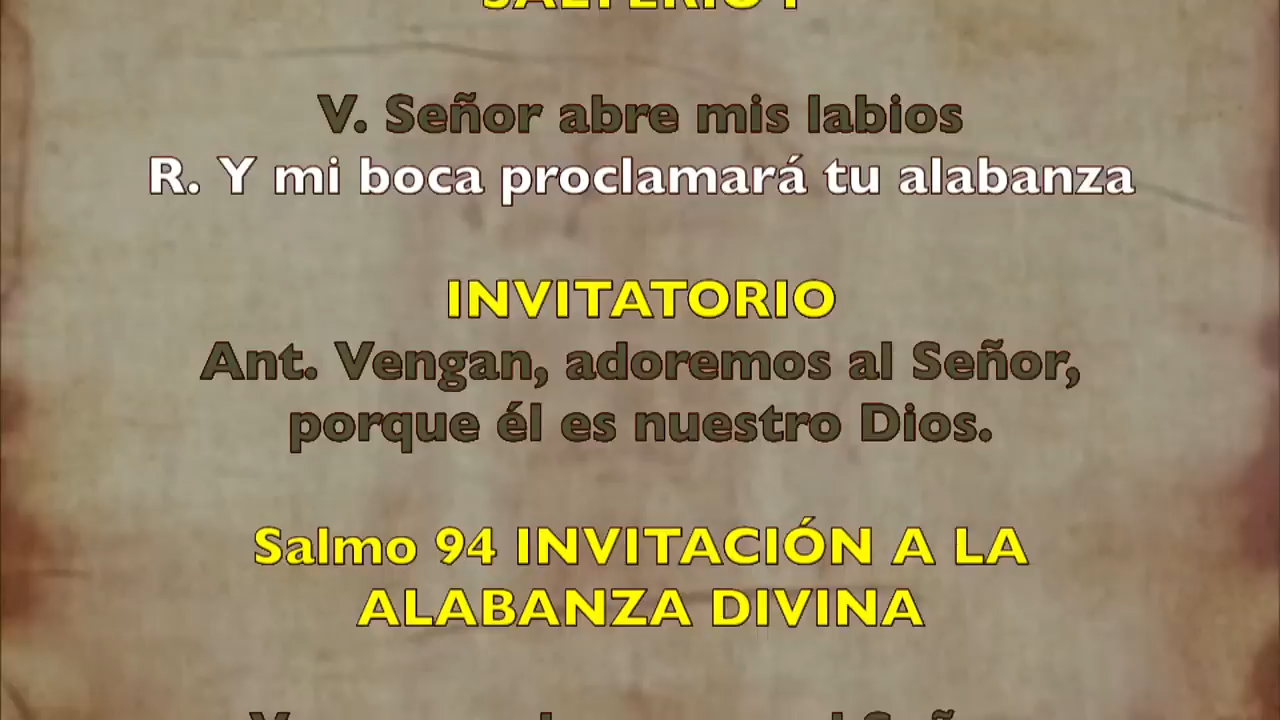 SALTERIO I
V. Señor abre mis labios
R. Y mi boca proclamará tu alabanza
INVITATORIO
Ant. Vengan, adoremos al Señor,
porque él es nuestro Dios.
Salmo 94 INVITACIÓN A LA
ALABANZA DIVINA